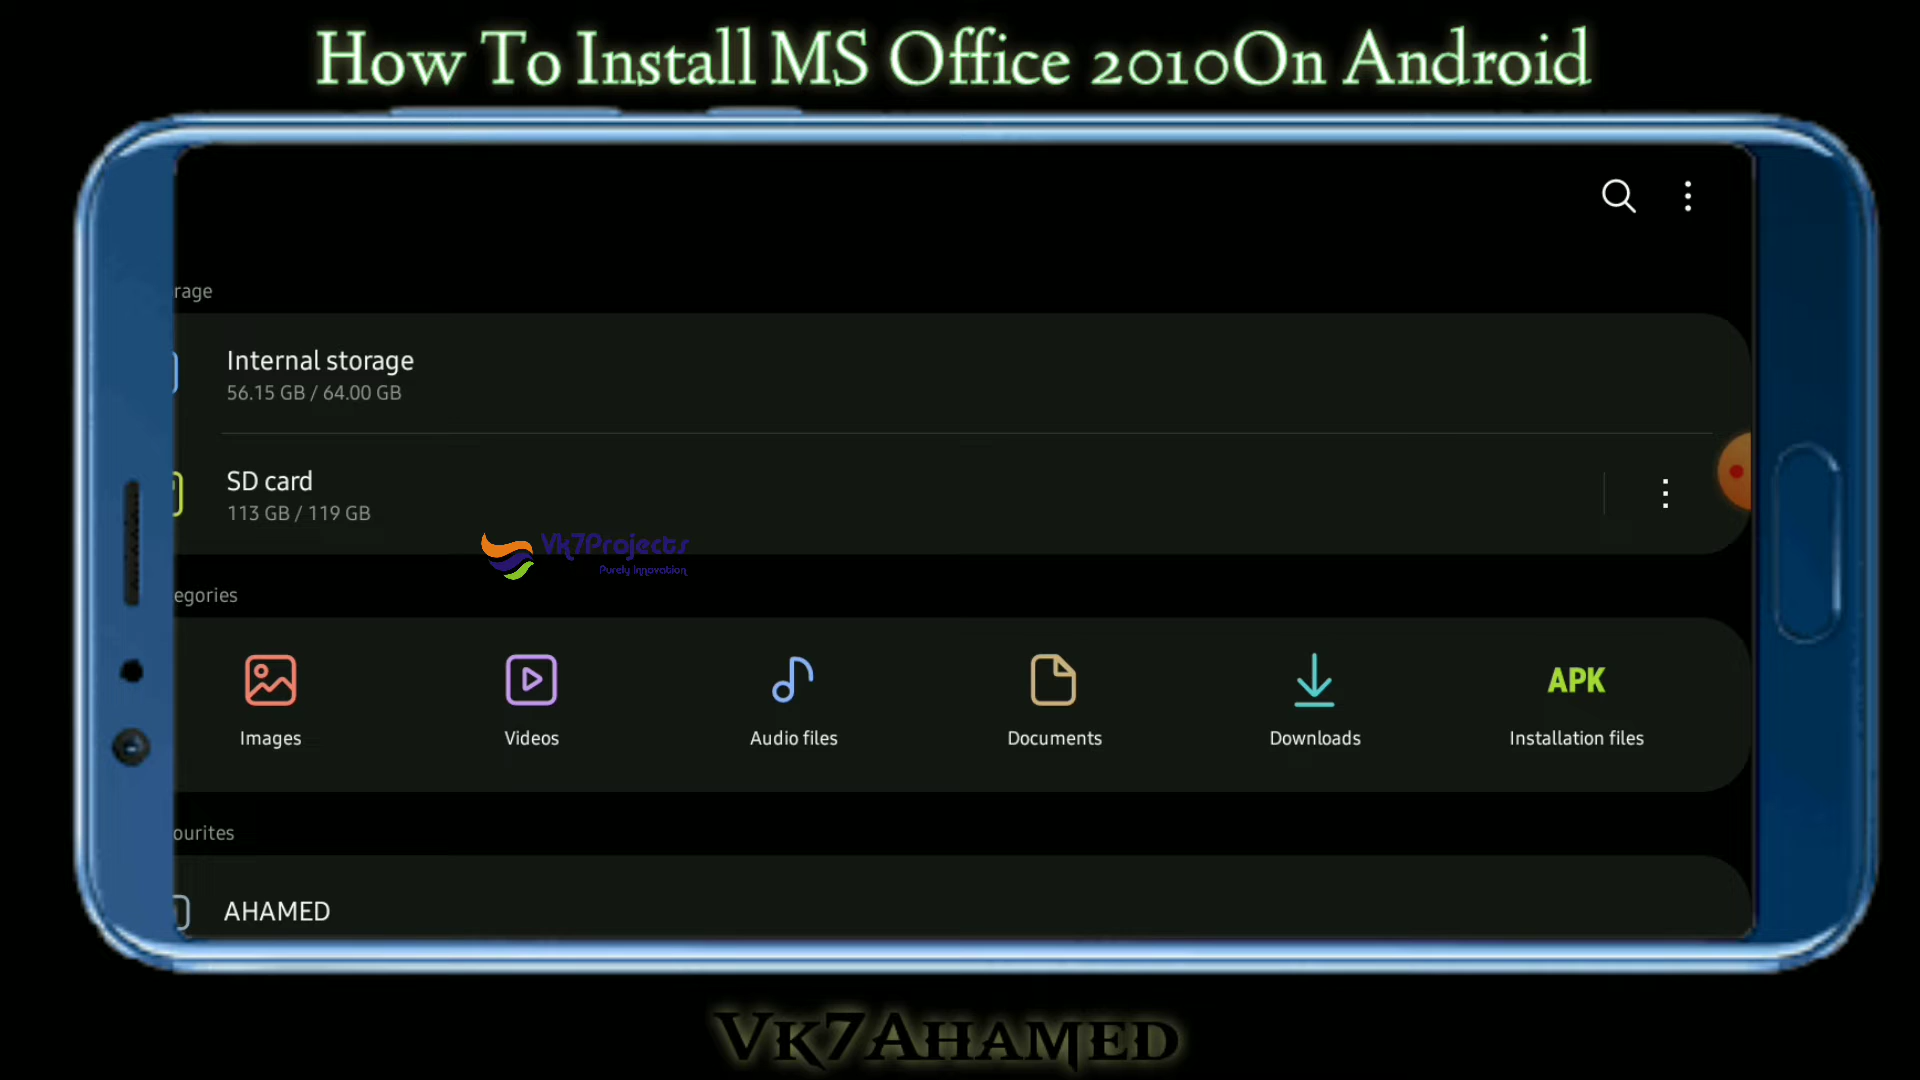 How To Install MS Office 2010On Android
rage
Internal storage
56.15 GB / 64.00 GB
SD card
113 GB / 119 GB
Vk7Projects
Purely Innovation
egories
Images
Videos
Audio files
Documents
Downloads
APK
Installation files
ourites
AHAMED
Vk7Ahamed